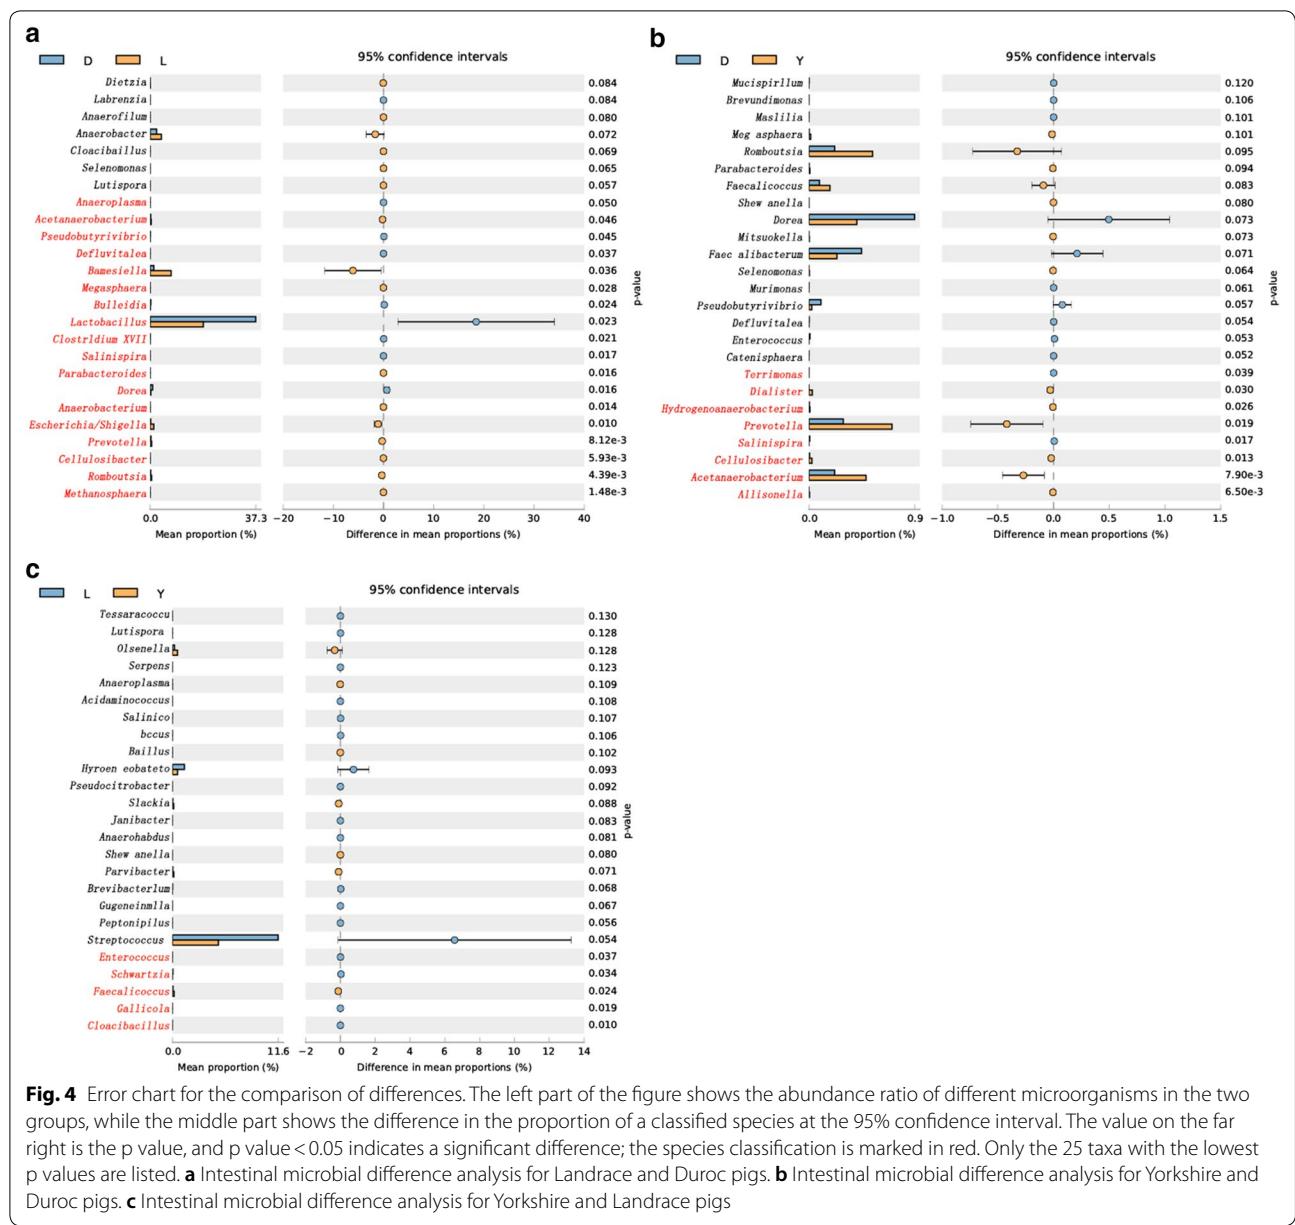 a
D L
95% confidence intervals
Dietzia 0.084
Labrenzia 0.084
Anaerofilum 0.080
Anaerobacter 0.072
Cloacibaillus 0.069
Selenomonas 0.065
Lutispora 0.057
Anaeroplasma 0.050
Acetanaerobacterium 0.046
Pseudobutyrivibrio 0.045
Defluvitalea 0.037
Bamesiella 0.036
Megasphaera 0.028
Bulleidia 0.024
Lactobacillus 0.023
Clostrldium XVII 0.021
Salinispira 0.017
Parabacteroides 0.016
Dorea 0.016
Anaerobacterium 0.014
Escherichia/Shigella 0.010
Prevotella 8.12e-3
Cellulosibacter 5.93e-3
Romboutsia 4.39e-3
Methanosphaera 1.48e-3
p-value
0.0 37.3 −20 −10 0 10 20 30 40
Mean proportion (%) Difference in mean proportions (%)
b
D Y
95% confidence intervals
Mucispirllum 0.120
Brevundimonas 0.106
Maslilia 0.101
Meg asphaera 0.101
Romboutsia 0.095
Parabacteroides 0.094
Faecalicoccus 0.083
Shew anella 0.080
Dorea 0.073
Mitsuokella 0.073
Faec alibacterum 0.071
Selenomonas 0.064
Murimonas 0.061
Pseudobutyrivibrio 0.057
Defluvitalea 0.054
Enterococcus 0.053
Catenisphaera 0.052
Terrimonas 0.039
Dialister 0.030
Hydrogenoanaerobacterium 0.026
Prevotella 0.019
Salinispira 0.017
Cellulosibacter 0.013
Acetanaerobacterium 7.90e-3
Allisonella 6.50e-3
p-value
0.0 0.9 −1.0 −0.5 0.0 0.5 1.0 1.5
Mean proportion (%) Difference in mean proportions (%)
c
L Y
95% confidence intervals
Tessaracoccu 0.130
Lutispora 0.128
Olsenella 0.128
Serpens 0.123
Anaeroplasma 0.109
Acidaminococcus 0.108
Salinico 0.107
bccus 0.106
Baillus 0.102
Hyroen eobateto 0.093
Pseudocitrobacter 0.092
Slackia 0.088
Janibacter 0.083
Anaerohabdus 0.081
Shew anella 0.080
Parvibacter 0.071
Brevibacterlum 0.068
Gugeneinmlla 0.067
Peptonipilus 0.056
Streptococcus 0.054
Enterococcus 0.037
Schwartzia 0.034
Faecalicoccus 0.024
Gallicola 0.019
Cloacibacillus 0.010
p-value
0.0 11.6 −2 0 2 4 6 8 10 12 14
Mean proportion (%) Difference in mean proportions (%)
Fig. 4 Error chart for the comparison of differences. The left part of the figure shows the abundance ratio of different microorganisms in the two
groups, while the middle part shows the difference in the proportion of a classified species at the 95% confidence interval. The value on the far
right is the p value, and p value < 0.05 indicates a significant difference; the species classification is marked in red. Only the 25 taxa with the lowest
p values are listed. a Intestinal microbial difference analysis for Landrace and Duroc pigs. b Intestinal microbial difference analysis for Yorkshire and
Duroc pigs. c Intestinal microbial difference analysis for Yorkshire and Landrace pigs